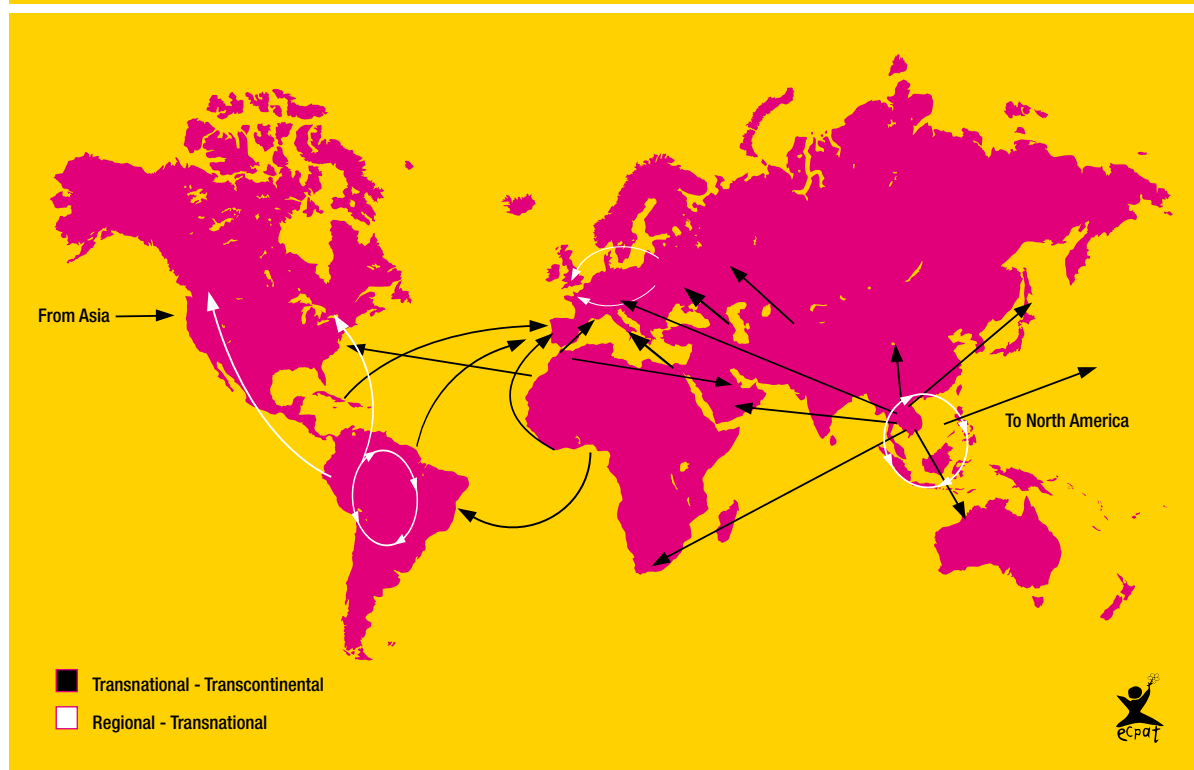 From Asia
To North America
Transnational - Transcontinental
Regional - Transnational
eCpat